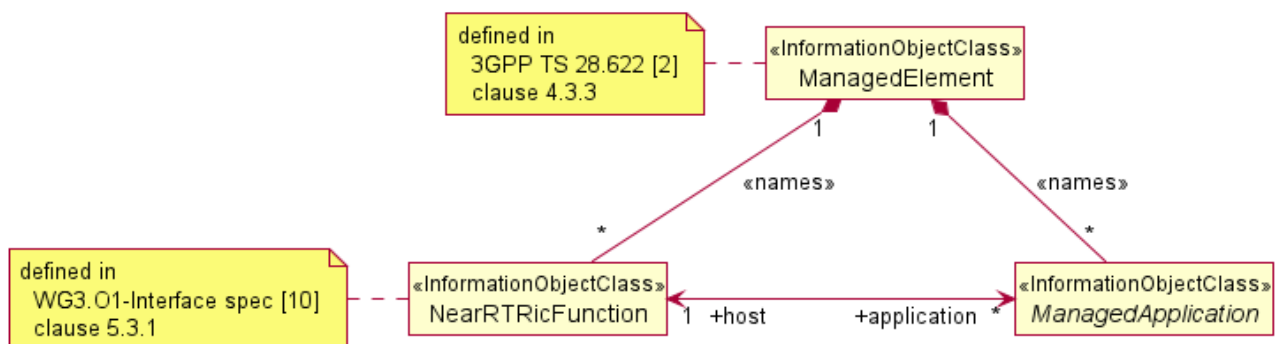 defined in
3GPP TS 28.622 [2]
clause 4.3.3
«InformationObjectClass»
ManagedElement
1
1
«names»
«names»
*
*
defined in
WG3.O1-Interface spec [10]
clause 5.3.1
«InformationObjectClass»
NearRTRicFunction
1 +host
+application *
«InformationObjectClass»
ManagedApplication